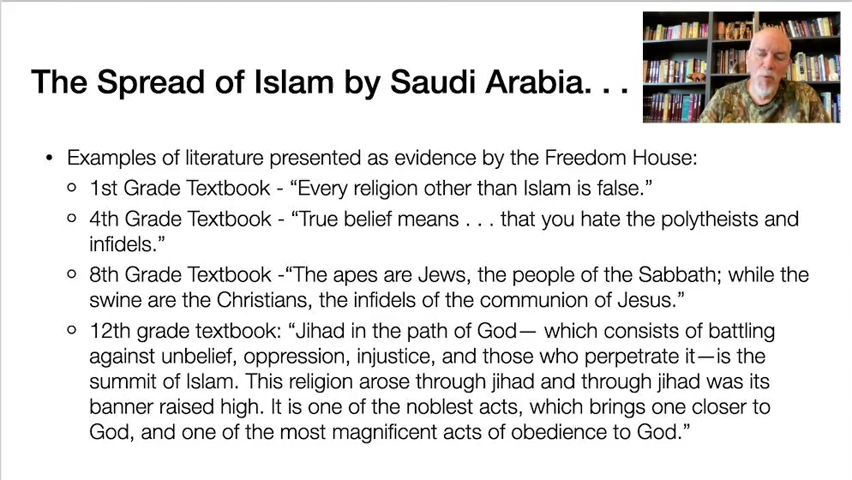 The Spread of Islam by Saudi Arabia. . .
• Examples of literature presented as evidence by the Freedom House:
○ 1st Grade Textbook - “Every religion other than Islam is false.”
○ 4th Grade Textbook - “True belief means . . . that you hate the polytheists and
infidels.”
○ 8th Grade Textbook -“The apes are Jews, the people of the Sabbath; while the
swine are the Christians, the infidels of the communion of Jesus.”
○ 12th grade textbook: “Jihad in the path of God— which consists of battling
against unbelief, oppression, injustice, and those who perpetrate it—is the
summit of Islam. This religion arose through jihad and through jihad was its
banner raised high. It is one of the noblest acts, which brings one closer to
God, and one of the most magnificent acts of obedience to God.”